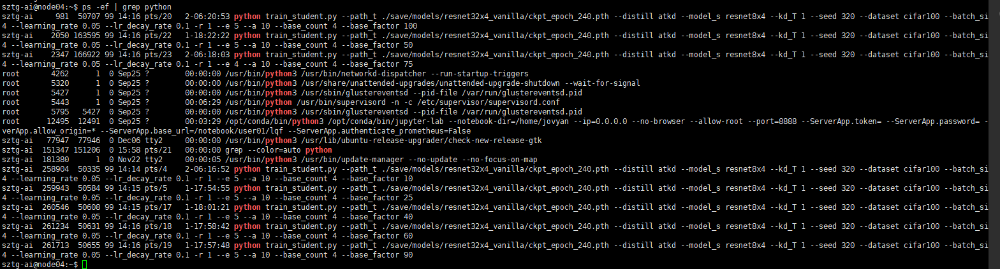 sztg-ai@node04:~$ ps -ef | grep python
sztg-ai     981  50707 99 14:16 pts/20   2-06:20:53 python train_student.py --path_t ./save/models/resnet32x4_vanilla/ckpt_epoch_240.pth --distill atkd --model_s resnet8x4 --kd_T 1 --seed 320 --dataset cifar100 --batch_si
4 --learning_rate 0.05 --lr_decay_rate 0.1 -r 1 --e 5 --a 10 --base_count 4 --base_factor 100
sztg-ai    2050 163595 99 14:16 pts/22   1-18:22:22 python train_student.py --path_t ./save/models/resnet32x4_vanilla/ckpt_epoch_240.pth --distill atkd --model_s resnet8x4 --kd_T 1 --seed 320 --dataset cifar100 --batch_si
4 --learning_rate 0.05 --lr_decay_rate 0.1 -r 1 --e 5 --a 10 --base_count 4 --base_factor 50
sztg-ai    2347 166922 99 14:16 pts/23   2-06:18:03 python train_student.py --path_t ./save/models/resnet32x4_vanilla/ckpt_epoch_240.pth --distill atkd --model_s resnet8x4 --kd_T 1 --seed 320 --dataset cifar100 --batch_si
4 --learning_rate 0.05 --lr_decay_rate 0.1 -r 1 --e 4 --a 10 --base_count 4 --base_factor 75
root        4262      1  0 Sep25 ?        00:00:00 /usr/bin/python3 /usr/bin/networkd-dispatcher --run-startup-triggers
root        5320      1  0 Sep25 ?        00:00:00 /usr/bin/python3 /usr/share/unattended-upgrades/unattended-upgrade-shutdown --wait-for-signal
root        5427      1  0 Sep25 ?        00:00:00 /usr/bin/python3 /usr/sbin/glustereventsd --pid-file /var/run/glustereventsd.pid
root        5443      1  0 Sep25 ?        00:06:29 /usr/bin/python /usr/bin/supervisord -n -c /etc/supervisor/supervisord.conf
root        5795   5427  0 Sep25 ?        00:00:00 /usr/bin/python3 /usr/sbin/glustereventsd --pid-file /var/run/glustereventsd.pid
root       12495  12491  0 Sep25 ?        00:03:29 /opt/conda/bin/python3 /opt/conda/bin/jupyter-lab --notebook-dir=/home/jovyan --ip=0.0.0.0 --no-browser --allow-root --port=8888 --ServerApp.token= --ServerApp.password= -
verApp.allow_origin=* --ServerApp.base_url=/notebook/user01/lqf --ServerApp.authenticate_prometheus=False
sztg-ai   77947  77946  0 Dec06 tty2     00:00:00 /usr/bin/python3 /usr/lib/ubuntu-release-upgrader/check-new-release-gtk
sztg-ai  151347 151206  0 15:58 pts/21   00:00:00 grep --color=auto python
sztg-ai  181380      1  0 Nov22 tty2     00:00:05 /usr/bin/python3 /usr/bin/update-manager --no-update --no-focus-on-map
sztg-ai  258904  50335 99 14:14 pts/4    2-06:16:52 python train_student.py --path_t ./save/models/resnet32x4_vanilla/ckpt_epoch_240.pth --distill atkd --model_s resnet8x4 --kd_T 1 --seed 320 --dataset cifar100 --batch_si
4 --learning_rate 0.05 --lr_decay_rate 0.1 -r 1 --e 5 --a 10 --base_count 4 --base_factor 10
sztg-ai  259943  50584 99 14:15 pts/5    1-17:54:55 python train_student.py --path_t ./save/models/resnet32x4_vanilla/ckpt_epoch_240.pth --distill atkd --model_s resnet8x4 --kd_T 1 --seed 320 --dataset cifar100 --batch_si
4 --learning_rate 0.05 --lr_decay_rate 0.1 -r 1 --e 5 --a 10 --base_count 4 --base_factor 25
sztg-ai  260546  50608 99 14:15 pts/17   1-18:01:21 python train_student.py --path_t ./save/models/resnet32x4_vanilla/ckpt_epoch_240.pth --distill atkd --model_s resnet8x4 --kd_T 1 --seed 320 --dataset cifar100 --batch_si
4 --learning_rate 0.05 --lr_decay_rate 0.1 -r 1 --e 5 --a 10 --base_count 4 --base_factor 40
sztg-ai  261234  50631 99 14:16 pts/18   1-17:58:42 python train_student.py --path_t ./save/models/resnet32x4_vanilla/ckpt_epoch_240.pth --distill atkd --model_s resnet8x4 --kd_T 1 --seed 320 --dataset cifar100 --batch_si
4 --learning_rate 0.05 --lr_decay_rate 0.1 -r 1 --e 5 --a 10 --base_count 4 --base_factor 60
sztg-ai  261713  50655 99 14:16 pts/19   1-17:57:48 python train_student.py --path_t ./save/models/resnet32x4_vanilla/ckpt_epoch_240.pth --distill atkd --model_s resnet8x4 --kd_T 1 --seed 320 --dataset cifar100 --batch_si
4 --learning_rate 0.05 --lr_decay_rate 0.1 -r 1 --e 5 --a 10 --base_count 4 --base_factor 90
sztg-ai@node04:~$